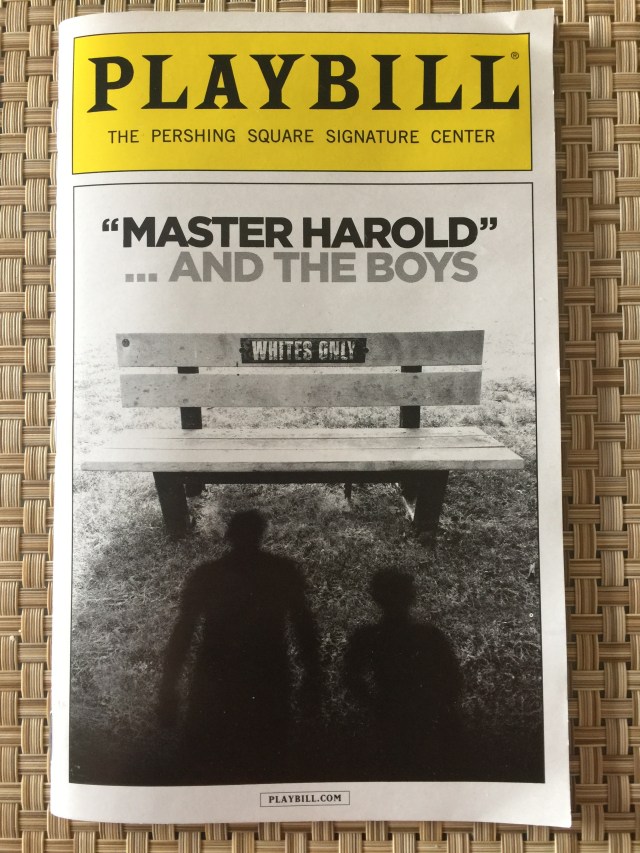 PLAYBILL®
THE PERSHING SQUARE SIGNATURE CENTER
“MASTER HAROLD”
... AND THE BOYS
WHITES ONLY
PLAYBILL.COM